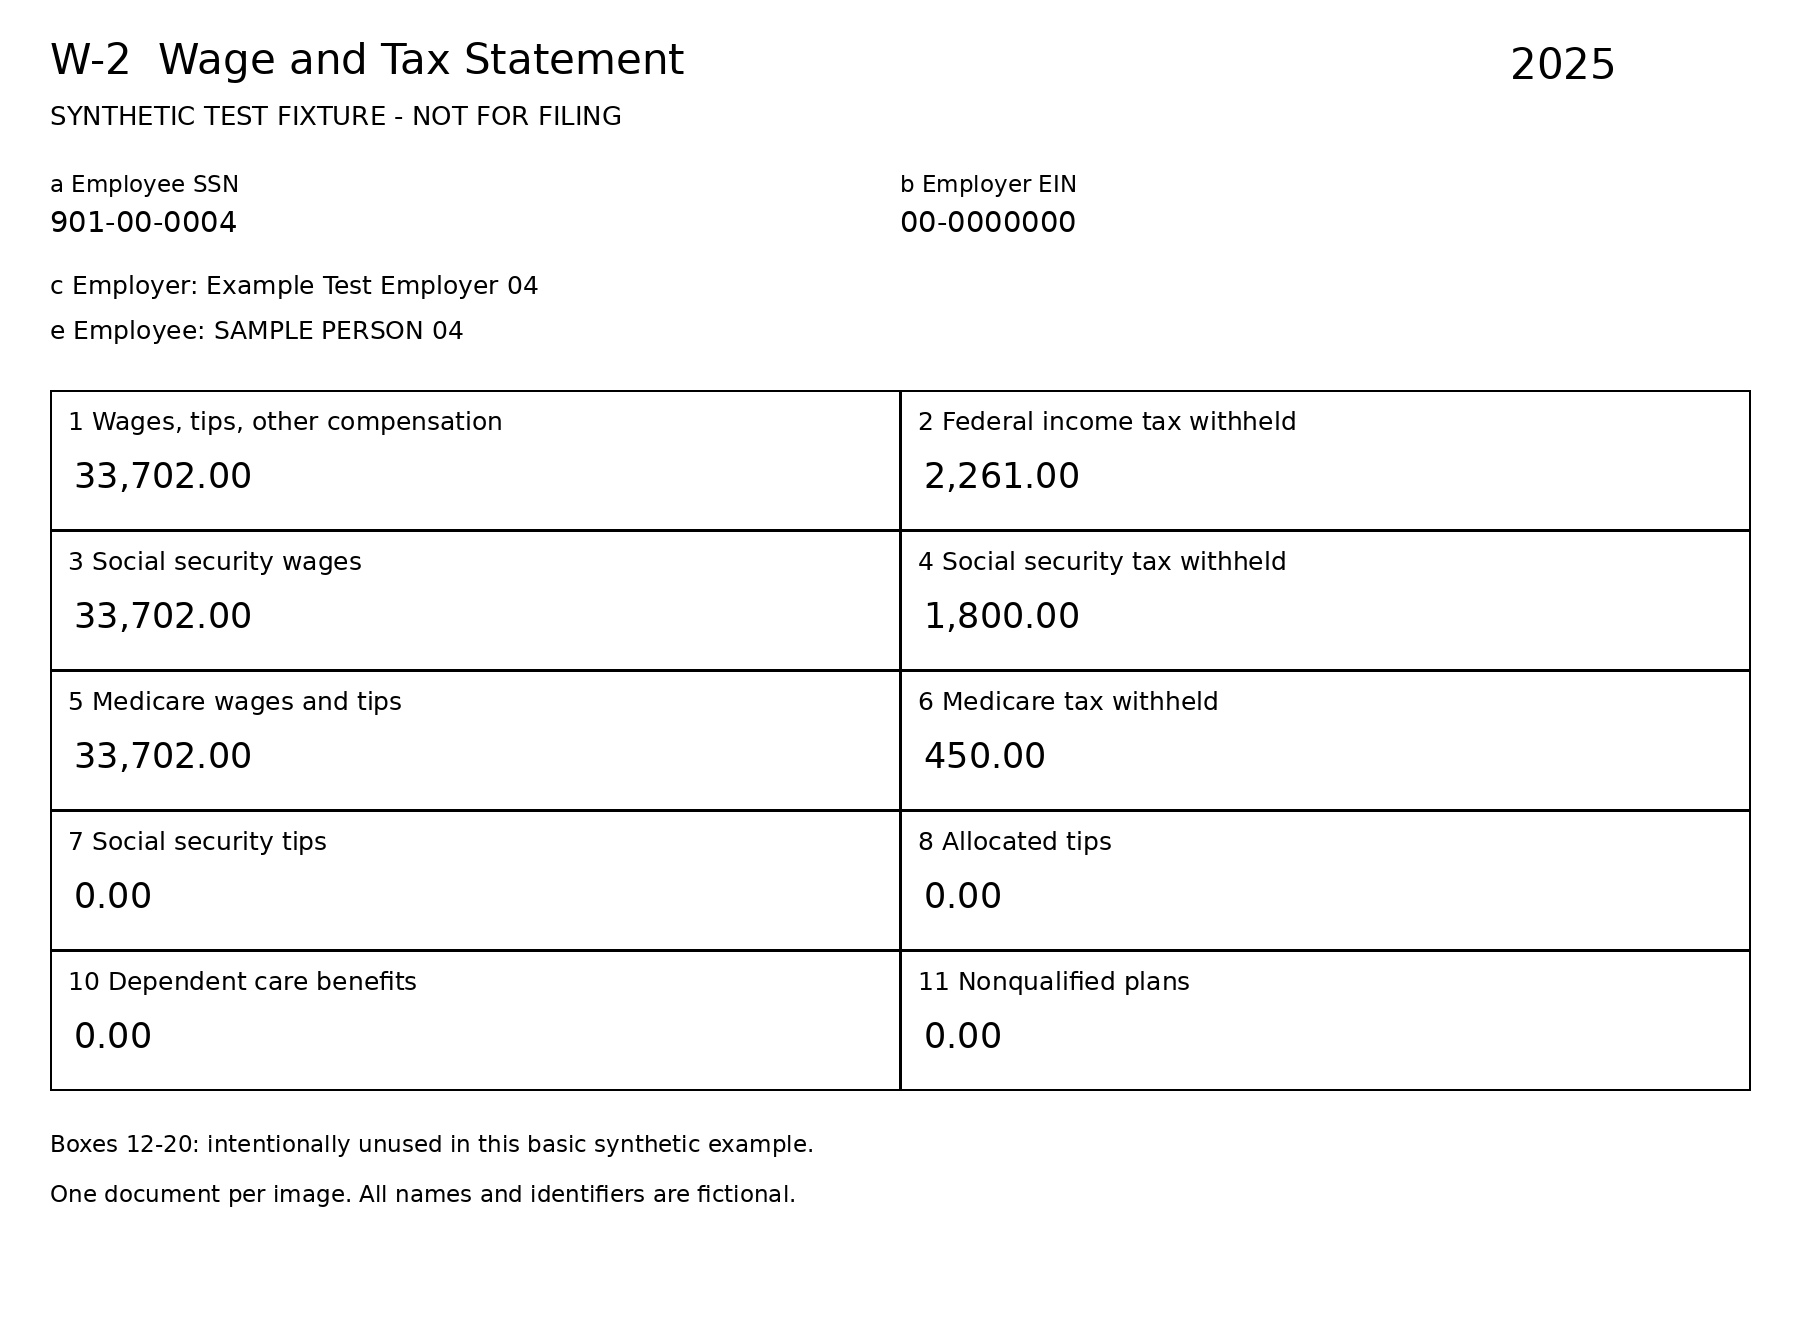 W-2 Wage and Tax Statement
2025
SYNTHETIC TEST FIXTURE - NOT FOR FILING
a Employee SSN
b Employer EIN
901-00-0004
00-0000000
c Employer: Example Test Employer 04
e Employee: SAMPLE PERSON 04
1 Wages, tips, other compensation
33,702.00
2 Federal income tax withheld
2,261.00
3 Social security wages
33,702.00
4 Social security tax withheld
1,800.00
5 Medicare wages and tips
33,702.00
6 Medicare tax withheld
450.00
7 Social security tips
0.00
8 Allocated tips
0.00
10 Dependent care benefits
0.00
11 Nonqualified plans
0.00
Boxes 12-20: intentionally unused in this basic synthetic example.
One document per image. All names and identifiers are fictional.